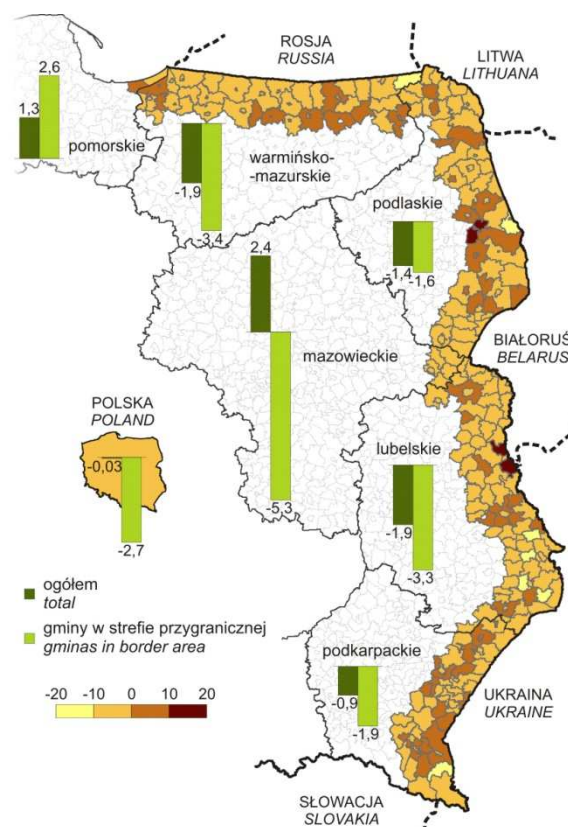 ROSJA
RUSSIA
LITWA
LITHUANA
2,6
1,3
pomorskie
warmińsko-
mazurskie
-1,9
-3,4
podlaskie
-1,4
-1,6
2,4
mazowieckie
-5,3
BIAŁORUŚ
BELARUS
POLSKA
POLAND
-0,03
-2,7
lubelskie
-1,9
-3,3
ogółem
total
gminy w strefie przygranicznej
gminas in border area
-20 -10 0 10 20
podkarpackie
-0,9
-1,9
UKRAINA
UKRAINE
SŁOWACJA
SLOVAKIA